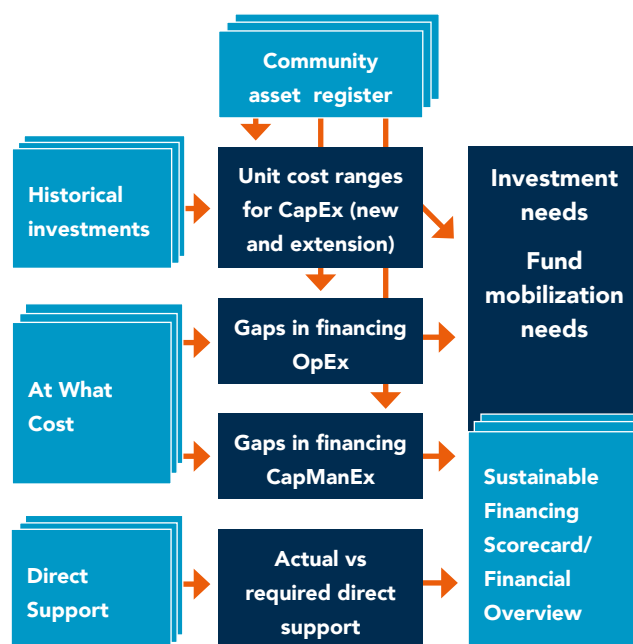 Community
asset register
Historical
investments
Unit cost ranges
for CapEx (new
and extension)
Investment
needs
Fund
mobilization
needs
At What
Cost
Gaps in financing
OpEx
Gaps in financing
CapManEx
Sustainable
Financing
Scorecard/
Financial
Overview
Direct
Support
Actual vs
required direct
support